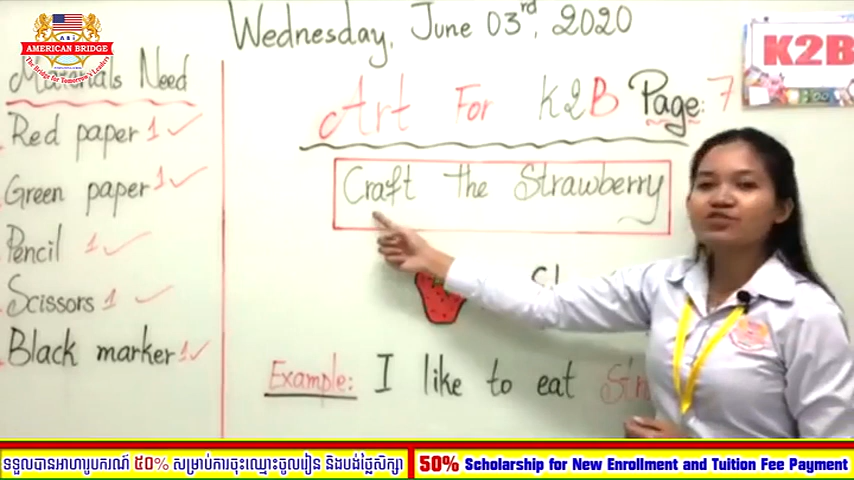 AMERICAN BRIDGE
The Bridge for Tomorrow's Leaders
Wednesday, June 03rd, 2020
K2B
Materials Need
Red paper 1 ✓
Green paper 1 ✓
Pencil 1 ✓
Scissors 1 ✓
Black marker 1 ✓
Art For K2B Page: 7
Craft the Strawberry
Example: I like to eat
ទទួលបានអាហារូបករណ៍ ៥០% សម្រាប់ការចុះឈ្មោះចូលរៀន និងបង់ថ្លៃសិក្សា
50% Scholarship for New Enrollment and Tuition Fee Payment